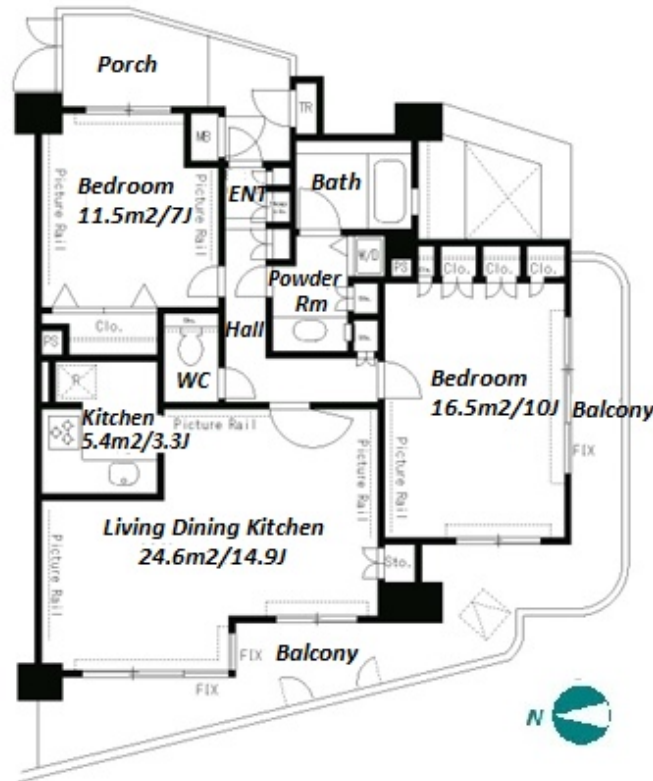 Porch
TR
MB
Bedroom
11.5m2/7J
Picture Rail
Picture Rail
ENT
Bath
W/D
Powder
Rm
PS
Clo.
Clo.
Clo.
Clo.
PS
Hall
WC
R
Kitchen
5.4m2/3.3J
Picture Rail
Bedroom
16.5m2/10J
Balcony
FIX
Picture Rail
Picture Rail
Picture Rail
Living Dining Kitchen
24.6m2/14.9J
Sto.
Balcony
FIX
FIX
N